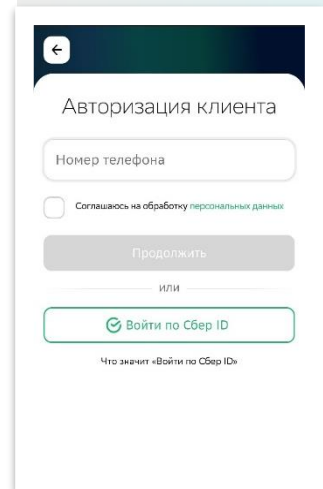 Авторизация клиента
Номер телефона
Соглашаюсь на обработку персональных данных
Продолжить
или
Войти по Сбер ID
Что значит «Войти по Сбер ID»